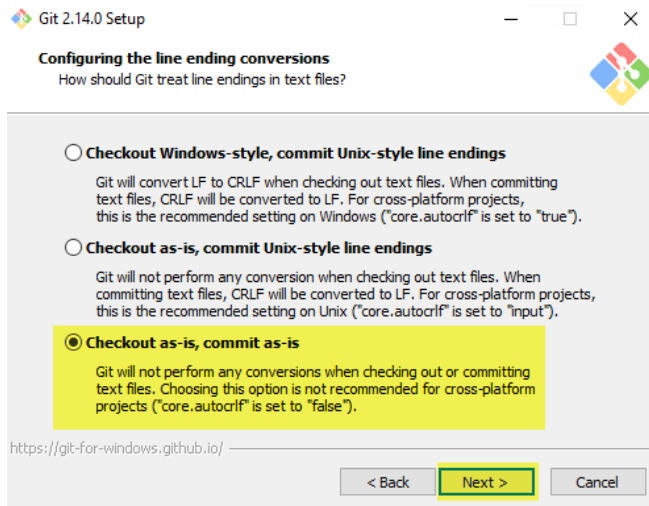 Git 2.14.0 Setup
Configuring the line ending conversions
How should Git treat line endings in text files?
Checkout Windows-style, commit Unix-style line endings
Git will convert LF to CRLF when checking out text files. When committing
text files, CRLF will be converted to LF. For cross-platform projects,
this is the recommended setting on Windows ("core.autocrlf" is set to "true").
Checkout as-is, commit Unix-style line endings
Git will not perform any conversion when checking out text files. When
committing text files, CRLF will be converted to LF. For cross-platform projects,
this is the recommended setting on Unix ("core.autocrlf" is set to "input").
Checkout as-is, commit as-is
Git will not perform any conversions when checking out or committing
text files. Choosing this option is not recommended for cross-platform
projects ("core.autocrlf" is set to "false").
https://git-for-windows.github.io/
< Back Next > Cancel